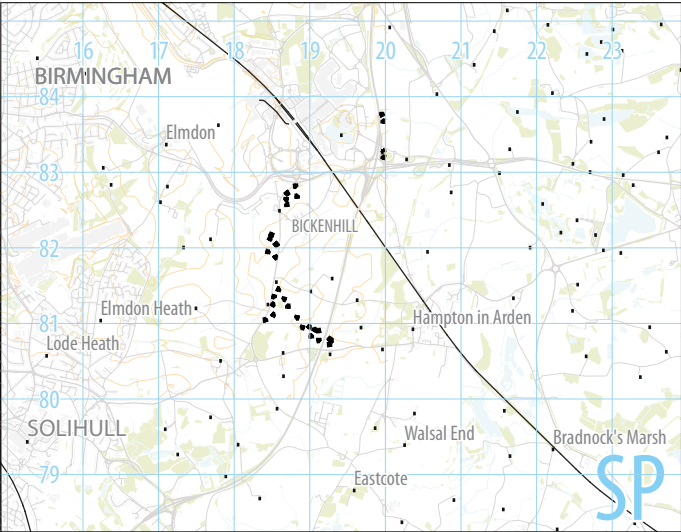 16 17 18 19 20 21 22 23
BIRMINGHAM
84
Elmdon
83
BICKENHILL
82
Elmdon Heath
Hampton in Arden
81
Lode Heath
80
SOLIHULL
Walsal End
Bradnock's Marsh
79
Eastcote
SP